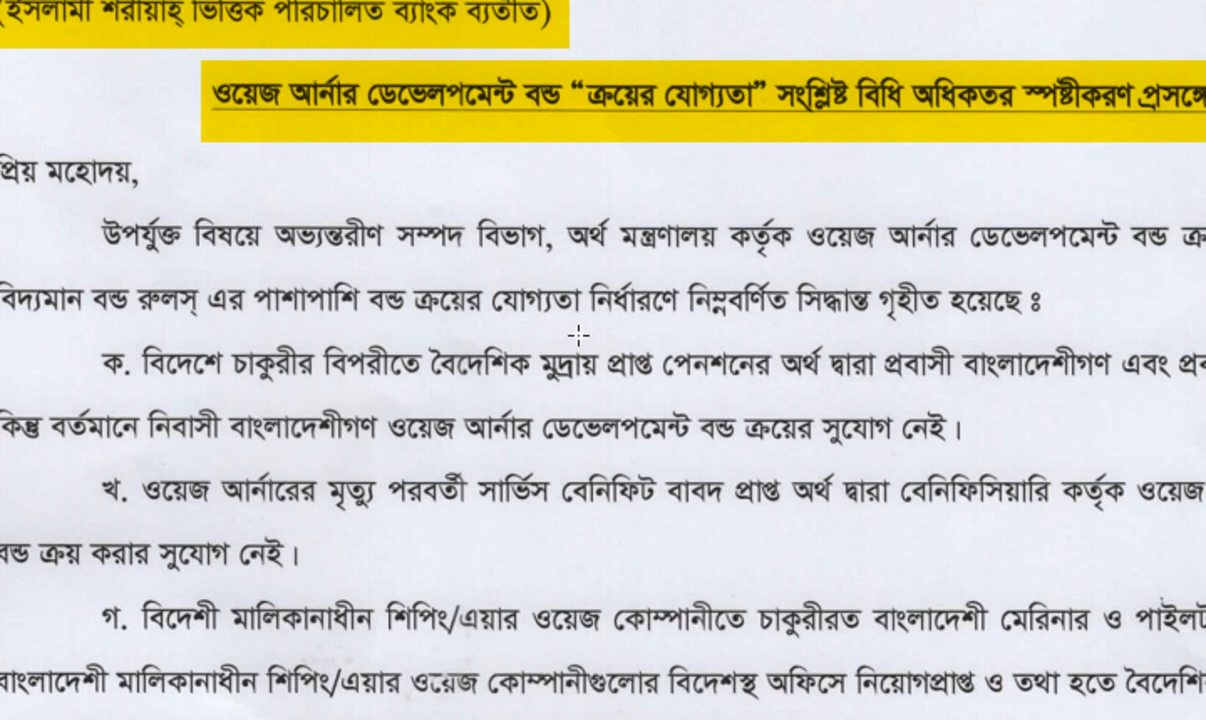 (ইসলামী শরীয়াহ্ ভিত্তিক পরিচালিত ব্যাংক ব্যতীত)
ওয়েজ আর্নার ডেভেলপমেন্ট বন্ড “ক্রয়ের যোগ্যতা” সংশ্লিষ্ট বিধি অধিকতর স্পষ্টীকরণ প্রসঙ্গে
প্রিয় মহোদয়,
উপর্যুক্ত বিষয়ে অভ্যন্তরীণ সম্পদ বিভাগ, অর্থ মন্ত্রণালয় কর্তৃক ওয়েজ আর্নার ডেভেলপমেন্ট বন্ড
বিদ্যমান বন্ড রুলস্ এর পাশাপাশি বন্ড ক্রয়ের যোগ্যতা নির্ধারণে নিম্নবর্ণিত সিদ্ধান্ত গৃহীত হয়েছে ঃ
ক. বিদেশে চাকুরীর বিপরীতে বৈদেশিক মুদ্রায় প্রাপ্ত পেনশনের অর্থ দ্বারা প্রবাসী বাংলাদেশীগণ এবং
কিন্তু বর্তমানে নিবাসী বাংলাদেশীগণ ওয়েজ আর্নার ডেভেলপমেন্ট বন্ড ক্রয়ের সুযোগ নেই।
খ. ওয়েজ আর্নারের মৃত্যু পরবর্তী সার্ভিস বেনিফিট বাবদ প্রাপ্ত অর্থ দ্বারা বেনিফিসিয়ারি কর্তৃক ওয়েজ
বন্ড ক্রয় করার সুযোগ নেই।
গ. বিদেশী মালিকানাধীন শিপিং/এয়ার ওয়েজ কোম্পানীতে চাকুরীরত বাংলাদেশী মেরিনার ও পাইলট
বাংলাদেশী মালিকানাধীন শিপিং/এয়ার ওয়েজ কোম্পানীগুলোর বিদেশস্থ অফিসে নিয়োগপ্রাপ্ত ও তথা হতে